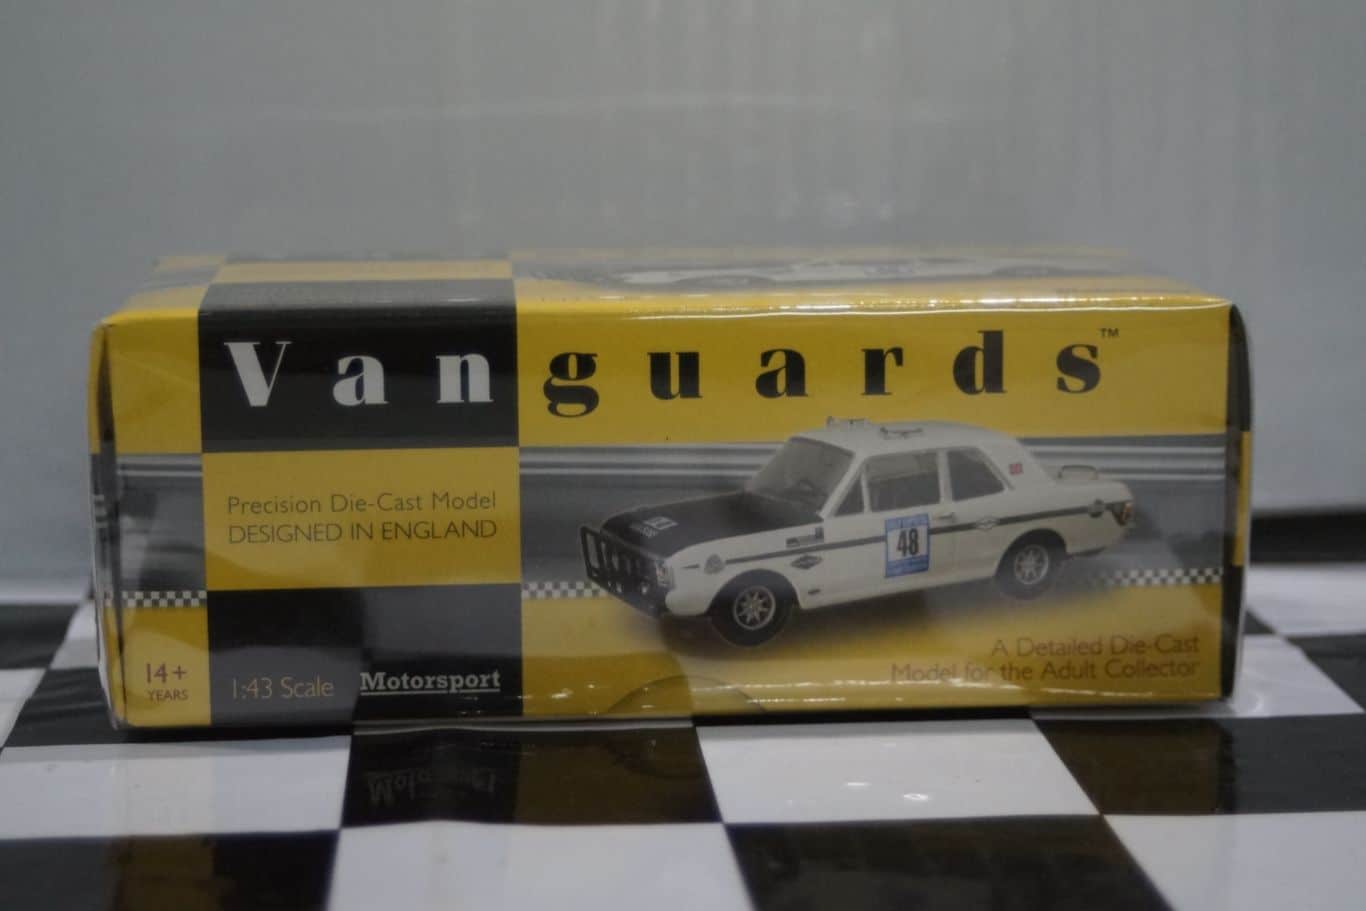 Vanguards™
Precision Die-Cast Model
DESIGNED IN ENGLAND
48
14+
YEARS
1:43 Scale
Motorsport
A Detailed Die-Cast
Model for the Adult Collector